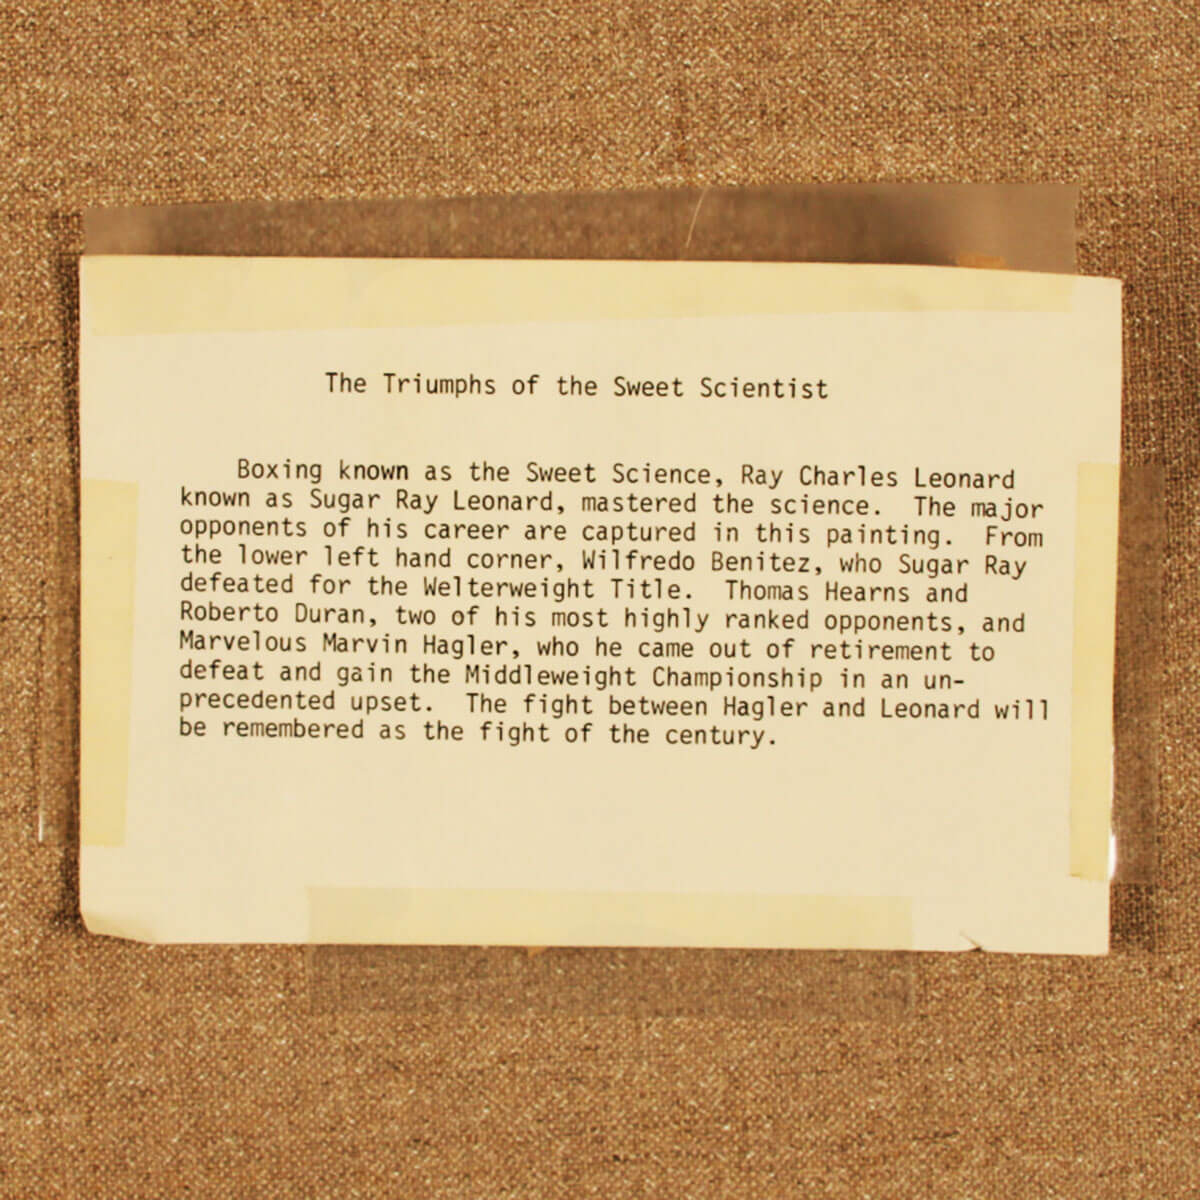 The Triumphs of the Sweet Scientist
Boxing known as the Sweet Science, Ray Charles Leonard
known as Sugar Ray Leonard, mastered the science. The major
opponents of his career are captured in this painting. From
the lower left hand corner, Wilfredo Benitez, who Sugar Ray
defeated for the Welterweight Title. Thomas Hearns and
Roberto Duran, two of his most highly ranked opponents, and
Marvelous Marvin Hagler, who he came out of retirement to
defeat and gain the Middleweight Championship in an un-
precedented upset. The fight between Hagler and Leonard will
be remembered as the fight of the century.